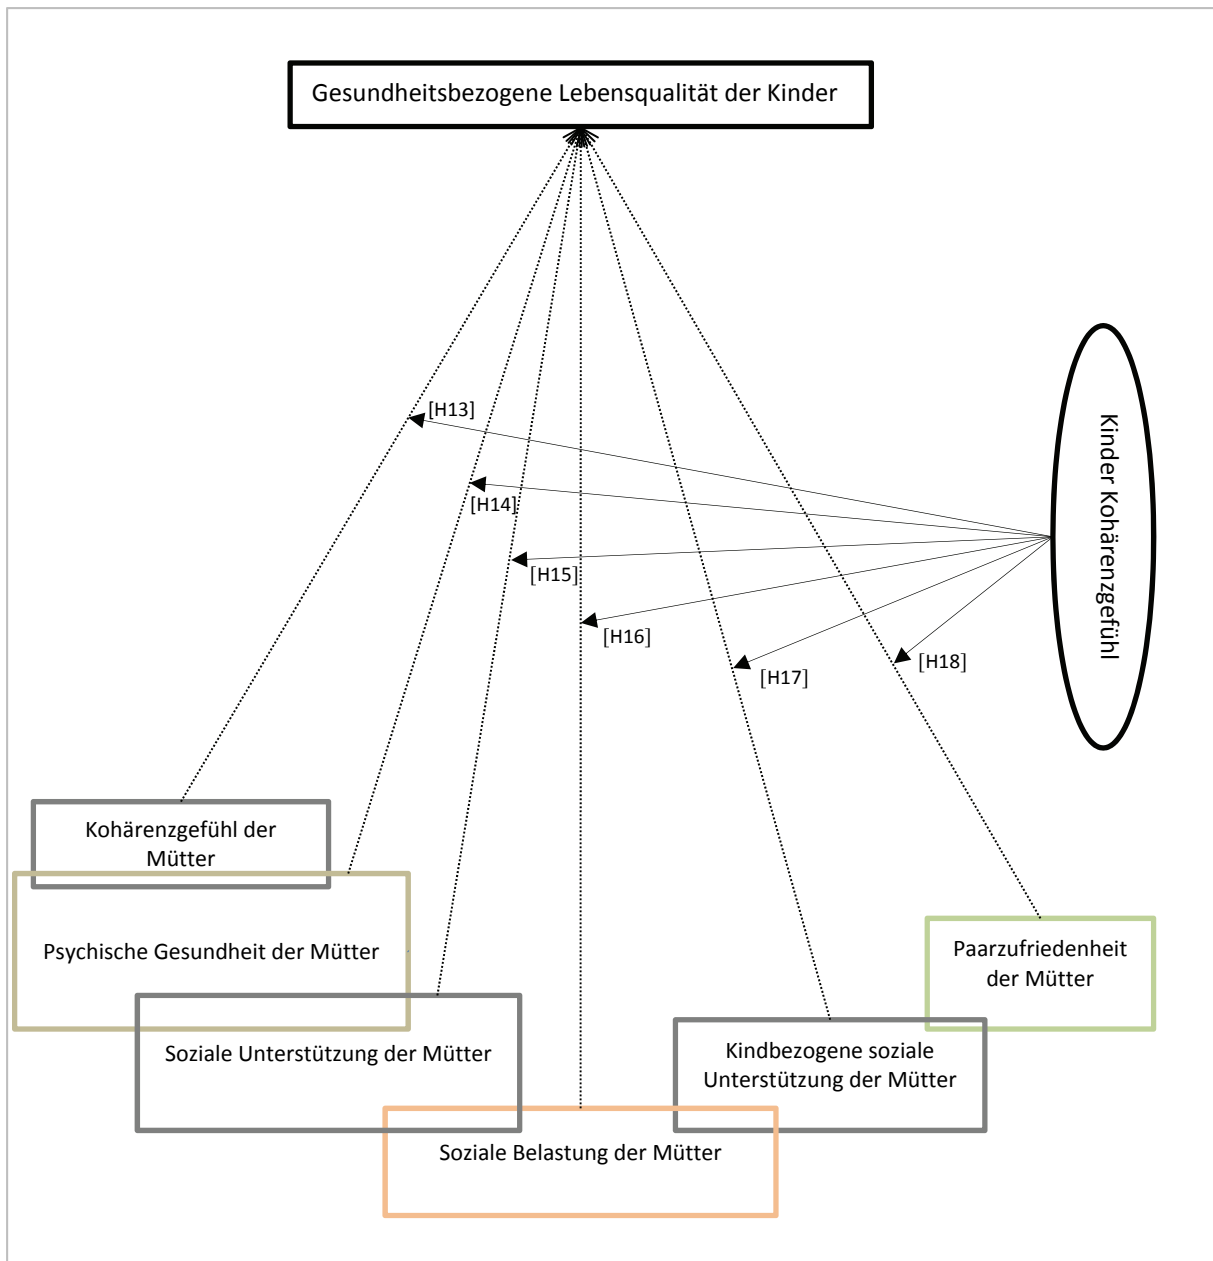 Gesundheitsbezogene Lebensqualität der Kinder
[H13]
[H14]
[H15]
[H16]
[H17]
[H18]
Kinder Kohärenzgefühl
Kohärenzgefühl der
Mütter
Psychische Gesundheit der Mütter
Paarzufriedenheit
der Mütter
Soziale Unterstützung der Mütter
Kindbezogene soziale
Unterstützung der Mütter
Soziale Belastung der Mütter